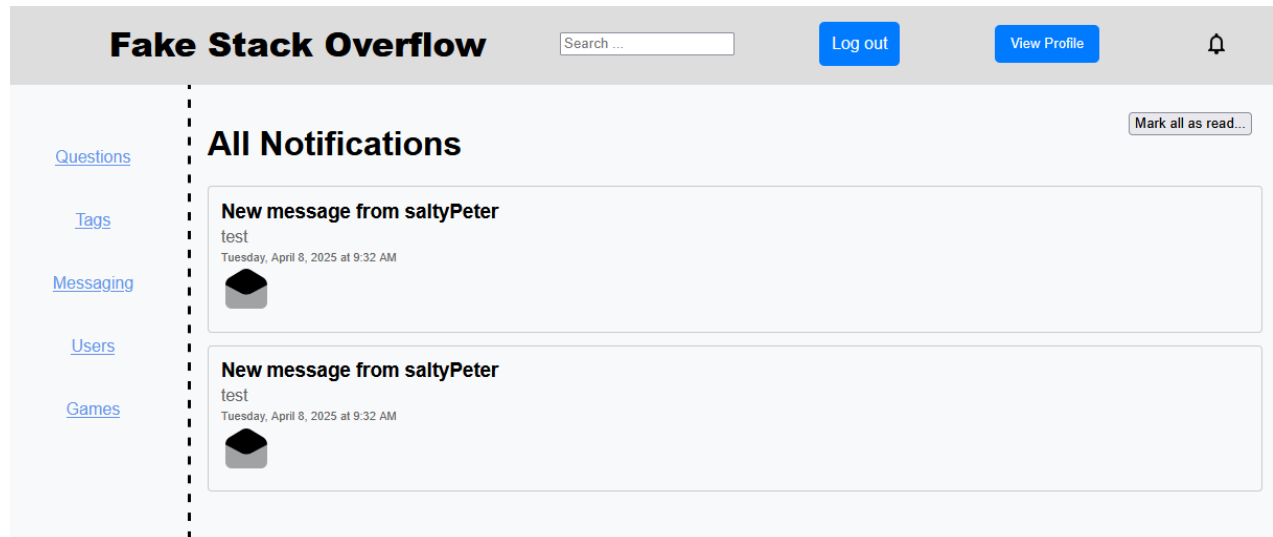 Fake Stack Overflow
Search ...
Log out
View Profile
Mark all as read...
Questions
Tags
Messaging
Users
Games
All Notifications
New message from saltyPeter
test
Tuesday, April 8, 2025 at 9:32 AM
New message from saltyPeter
test
Tuesday, April 8, 2025 at 9:32 AM